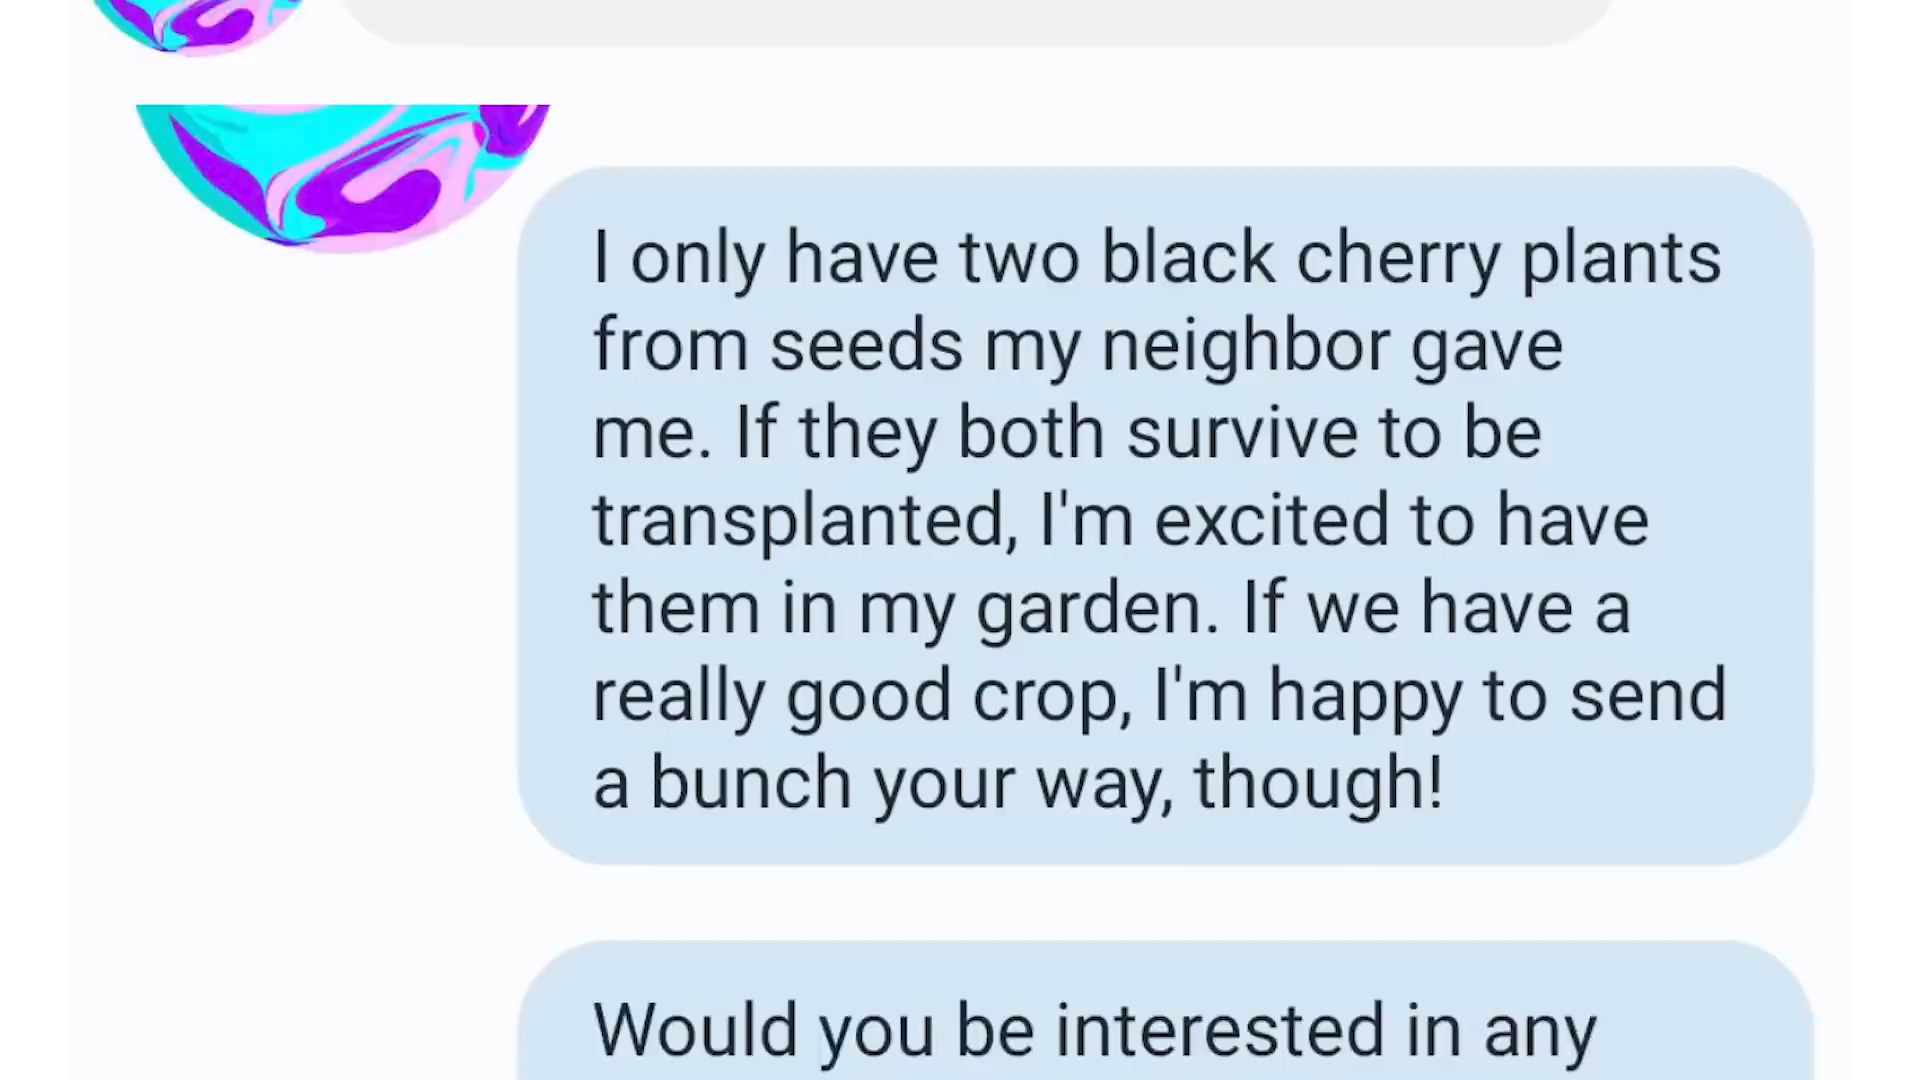 I only have two black cherry plants
from seeds my neighbor gave
me. If they both survive to be
transplanted, I'm excited to have
them in my garden. If we have a
really good crop, I'm happy to send
a bunch your way, though!
Would you be interested in any